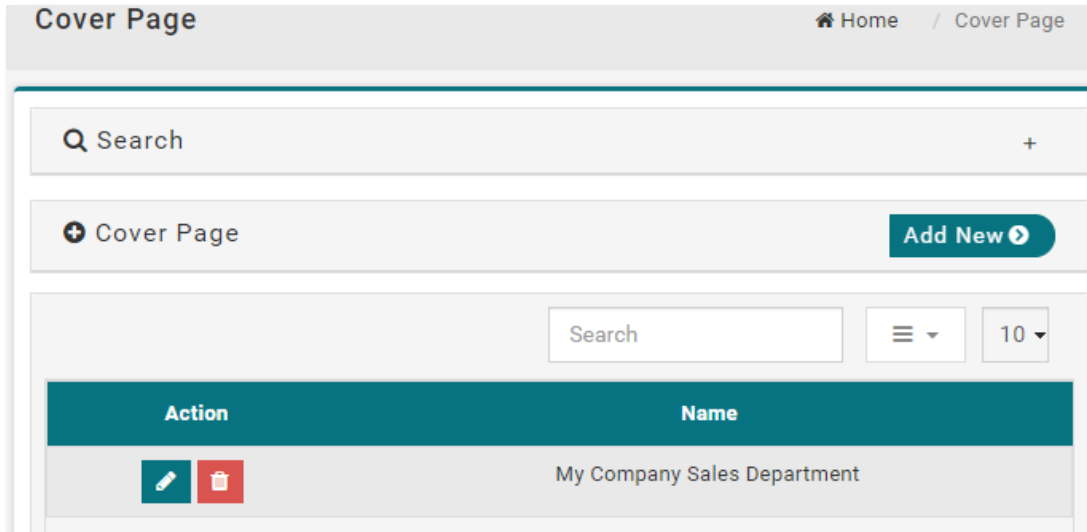 Cover Page
Home / Cover Page
Search +
Cover Page
Add New
Search
10
Action Name
My Company Sales Department